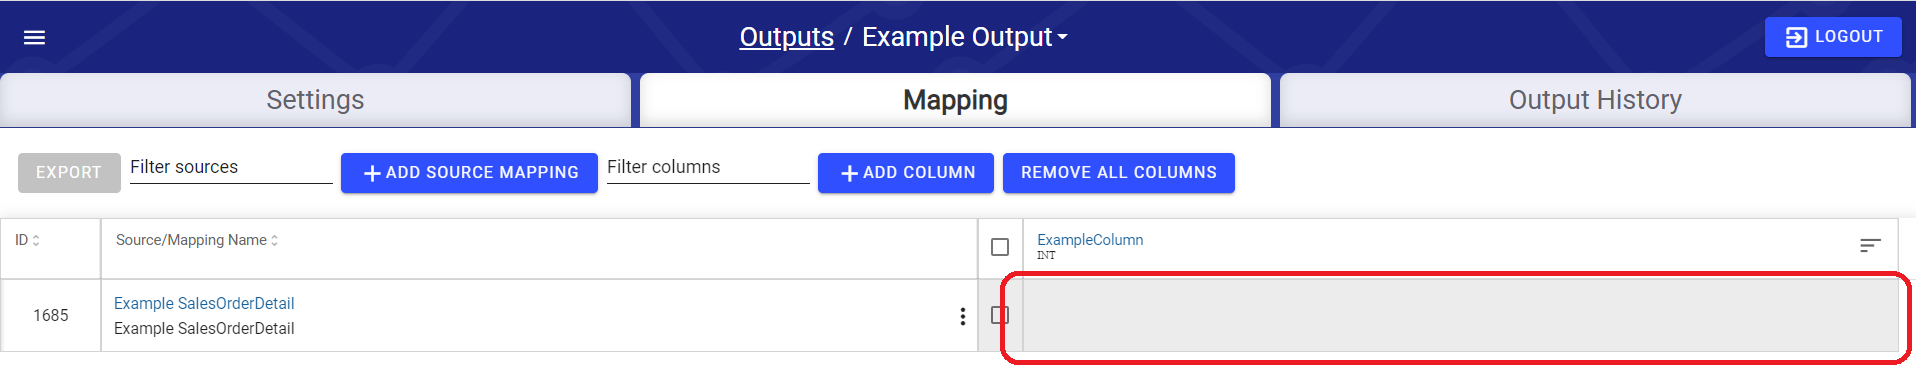 Outputs / Example Output
LOGOUT
Settings
Mapping
Output History
EXPORT
Filter sources
ADD SOURCE MAPPING
Filter columns
ADD COLUMN
REMOVE ALL COLUMNS
ID
Source/Mapping Name
ExampleColumn
INT
1685
Example SalesOrderDetail
Example SalesOrderDetail